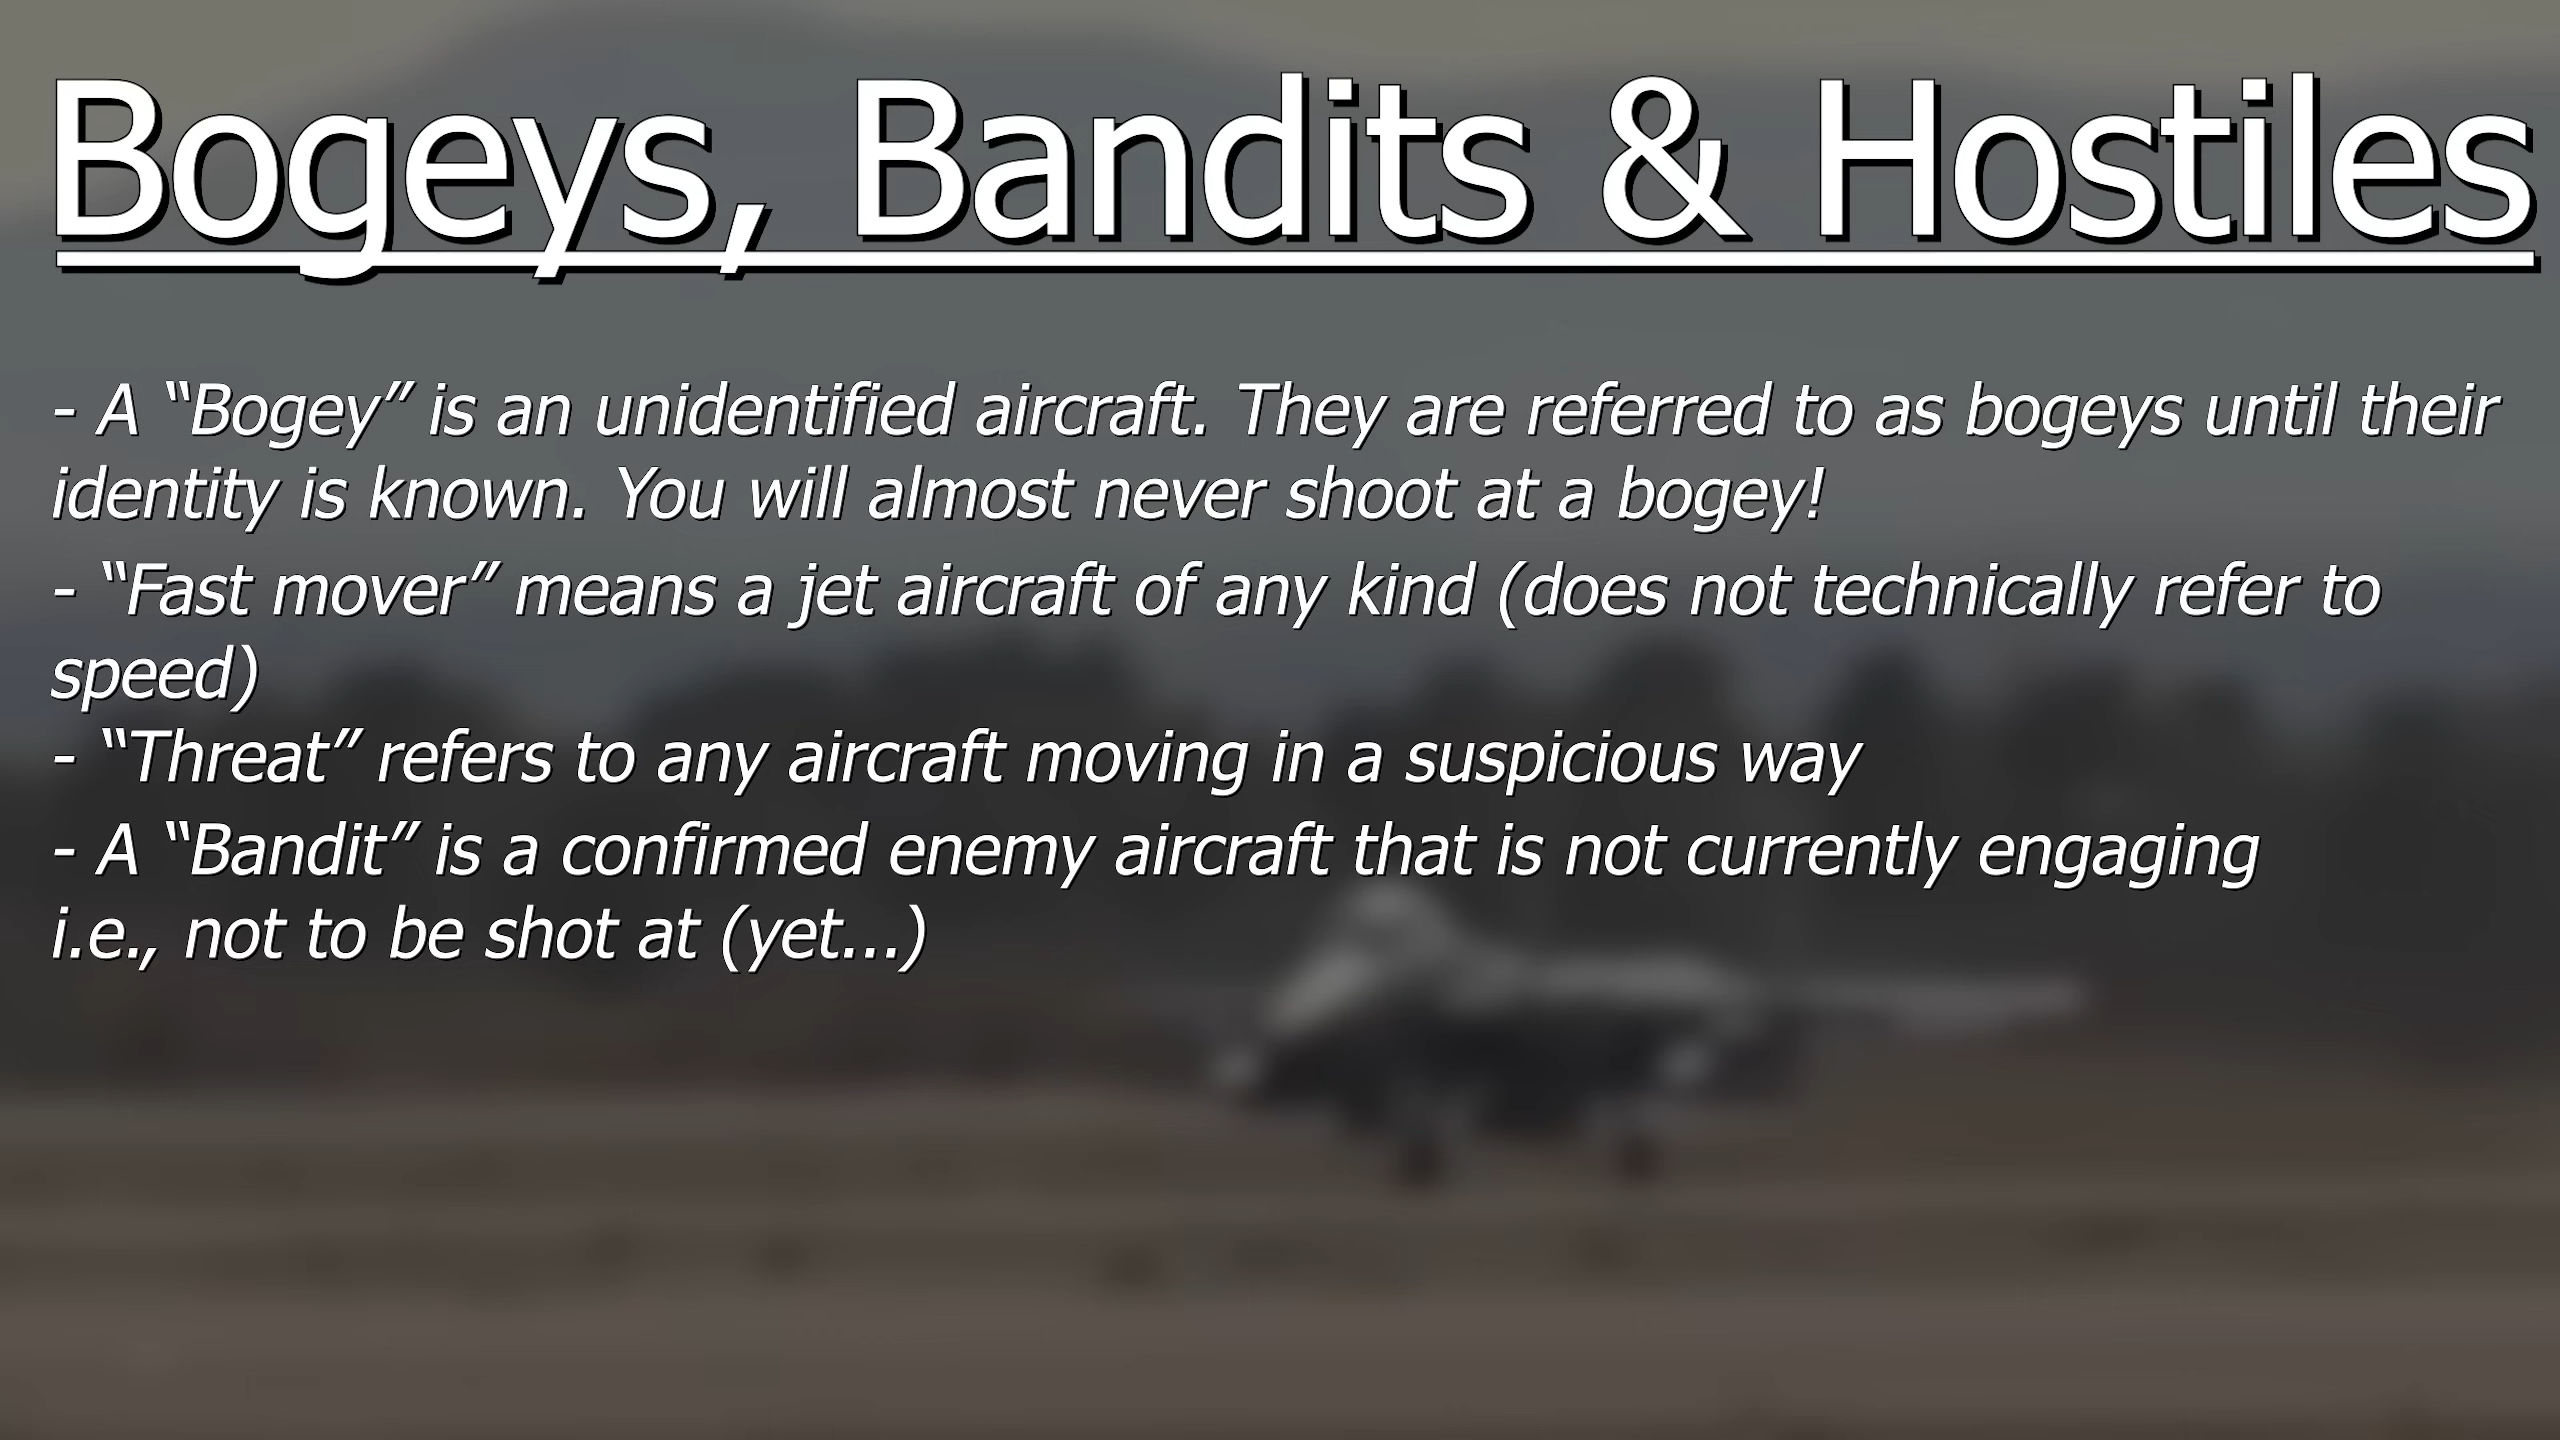 Bogeys, Bandits & Hostiles
- A “Bogey” is an unidentified aircraft. They are referred to as bogeys until their
identity is known. You will almost never shoot at a bogey!
- “Fast mover” means a jet aircraft of any kind (does not technically refer to
speed)
- “Threat” refers to any aircraft moving in a suspicious way
- A “Bandit” is a confirmed enemy aircraft that is not currently engaging
i.e., not to be shot at (yet...)